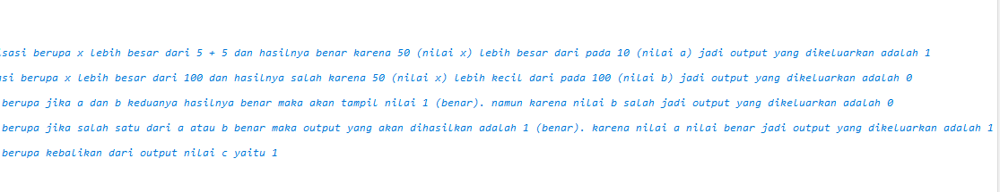 isasi berupa x lebih besar dari 5 + 5 dan hasilnya benar karena 50 (nilai x) lebih besar dari pada 10 (nilai a) jadi output yang dikeluarkan adalah 1
si berupa x lebih besar dari 100 dan hasilnya salah karena 50 (nilai x) lebih kecil dari pada 100 (nilai b) jadi output yang dikeluarkan adalah 0
berupa jika a dan b keduanya hasilnya benar maka akan tampil nilai 1 (benar). namun karena nilai b salah jadi output yang dikeluarkan adalah 0
berupa jika salah satu dari a atau b benar maka output yang akan dihasilkan adalah 1 (benar). karena nilai a nilai benar jadi output yang dikeluarkan adalah 1
berupa kebalikan dari output nilai c yaitu 1